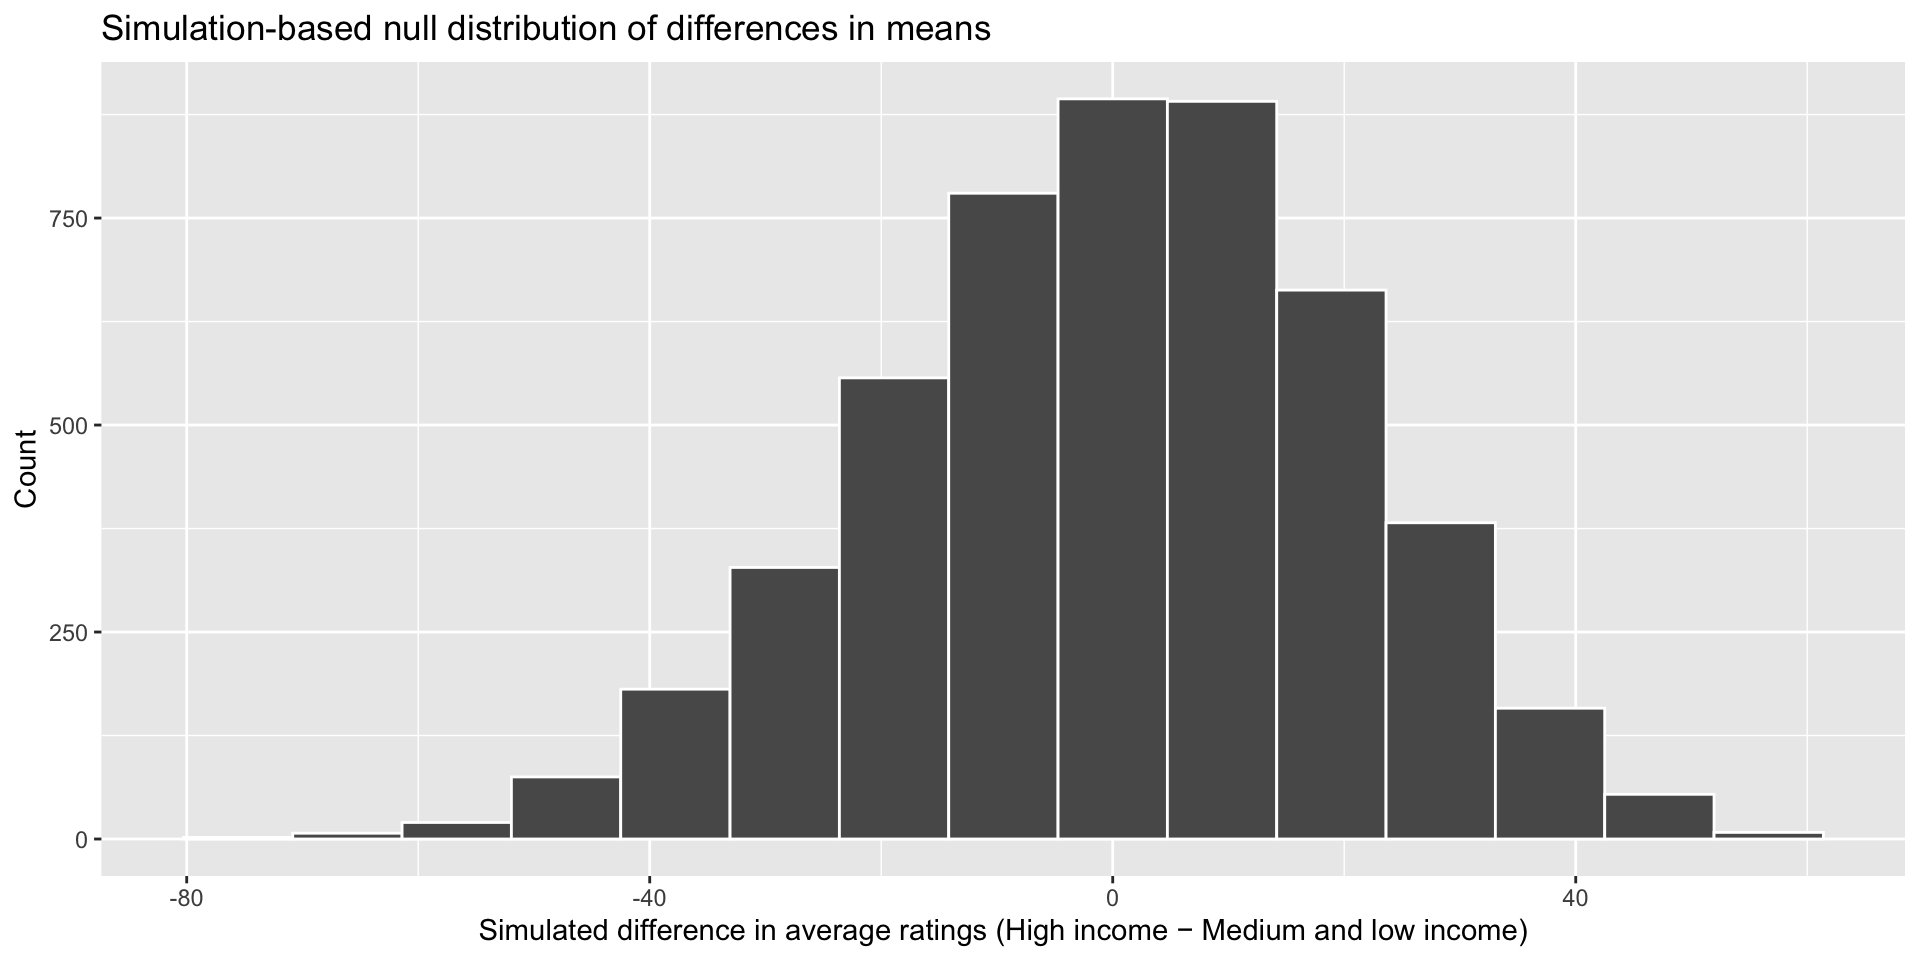 Simulation-based null distribution of differences in means
Count
750
500
250
0
-80
-40
0
40
Simulated difference in average ratings (High income − Medium and low income)